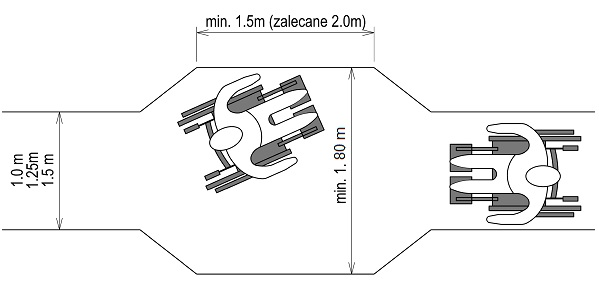 min. 1.5m (zalecane 2.0m)
1.0 m
1.25m
1.5 m
min. 1. 80 m